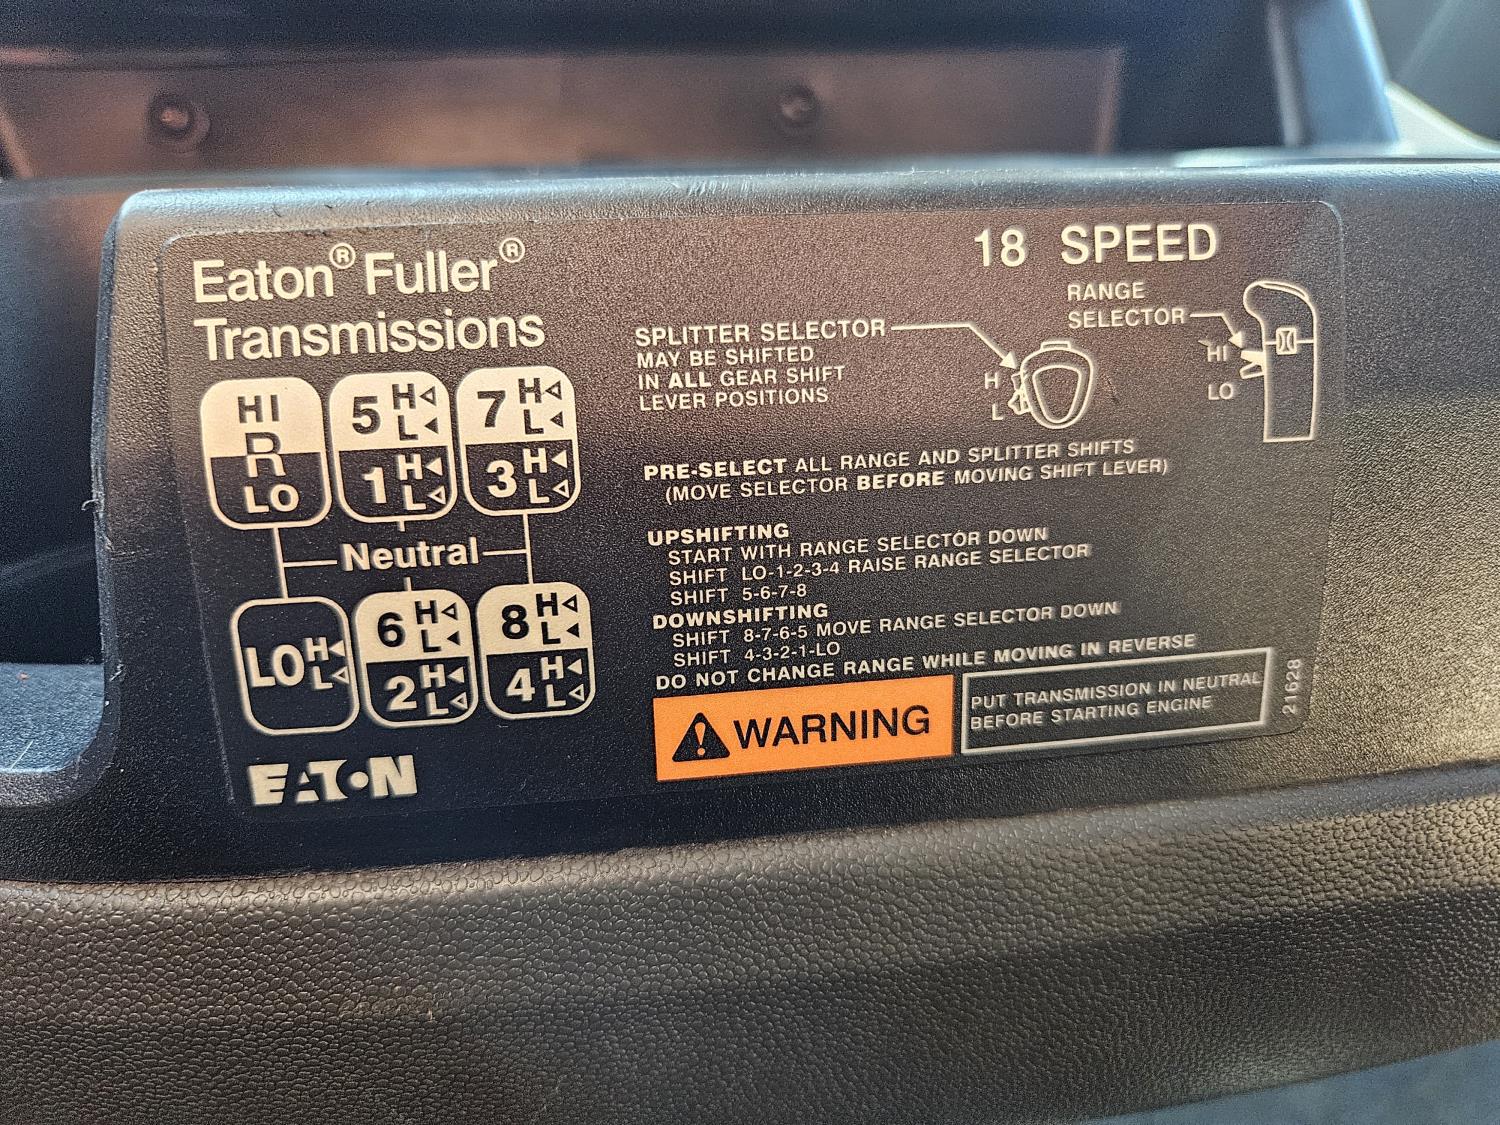 Eaton® Fuller®
Transmissions
18 SPEED
RANGE
SELECTOR
HI
LO
SPLITTER SELECTOR
MAY BE SHIFTED
IN ALL GEAR SHIFT
LEVER POSITIONS
H
L
HI
R
LO
5 H L
1 H L
7 H L
3 H L
Neutral
LO H L
6 H L
2 H L
8 H L
4 H L
PRE-SELECT ALL RANGE AND SPLITTER SHIFTS
(MOVE SELECTOR BEFORE MOVING SHIFT LEVER)
UPSHIFTING
START WITH RANGE SELECTOR DOWN
SHIFT LO-1-2-3-4 RAISE RANGE SELECTOR
SHIFT 5-6-7-8
DOWNSHIFTING
SHIFT 8-7-6-5 MOVE RANGE SELECTOR DOWN
SHIFT 4-3-2-1-LO
DO NOT CHANGE RANGE WHILE MOVING IN REVERSE
WARNING
PUT TRANSMISSION IN NEUTRAL
BEFORE STARTING ENGINE
21628
EATON